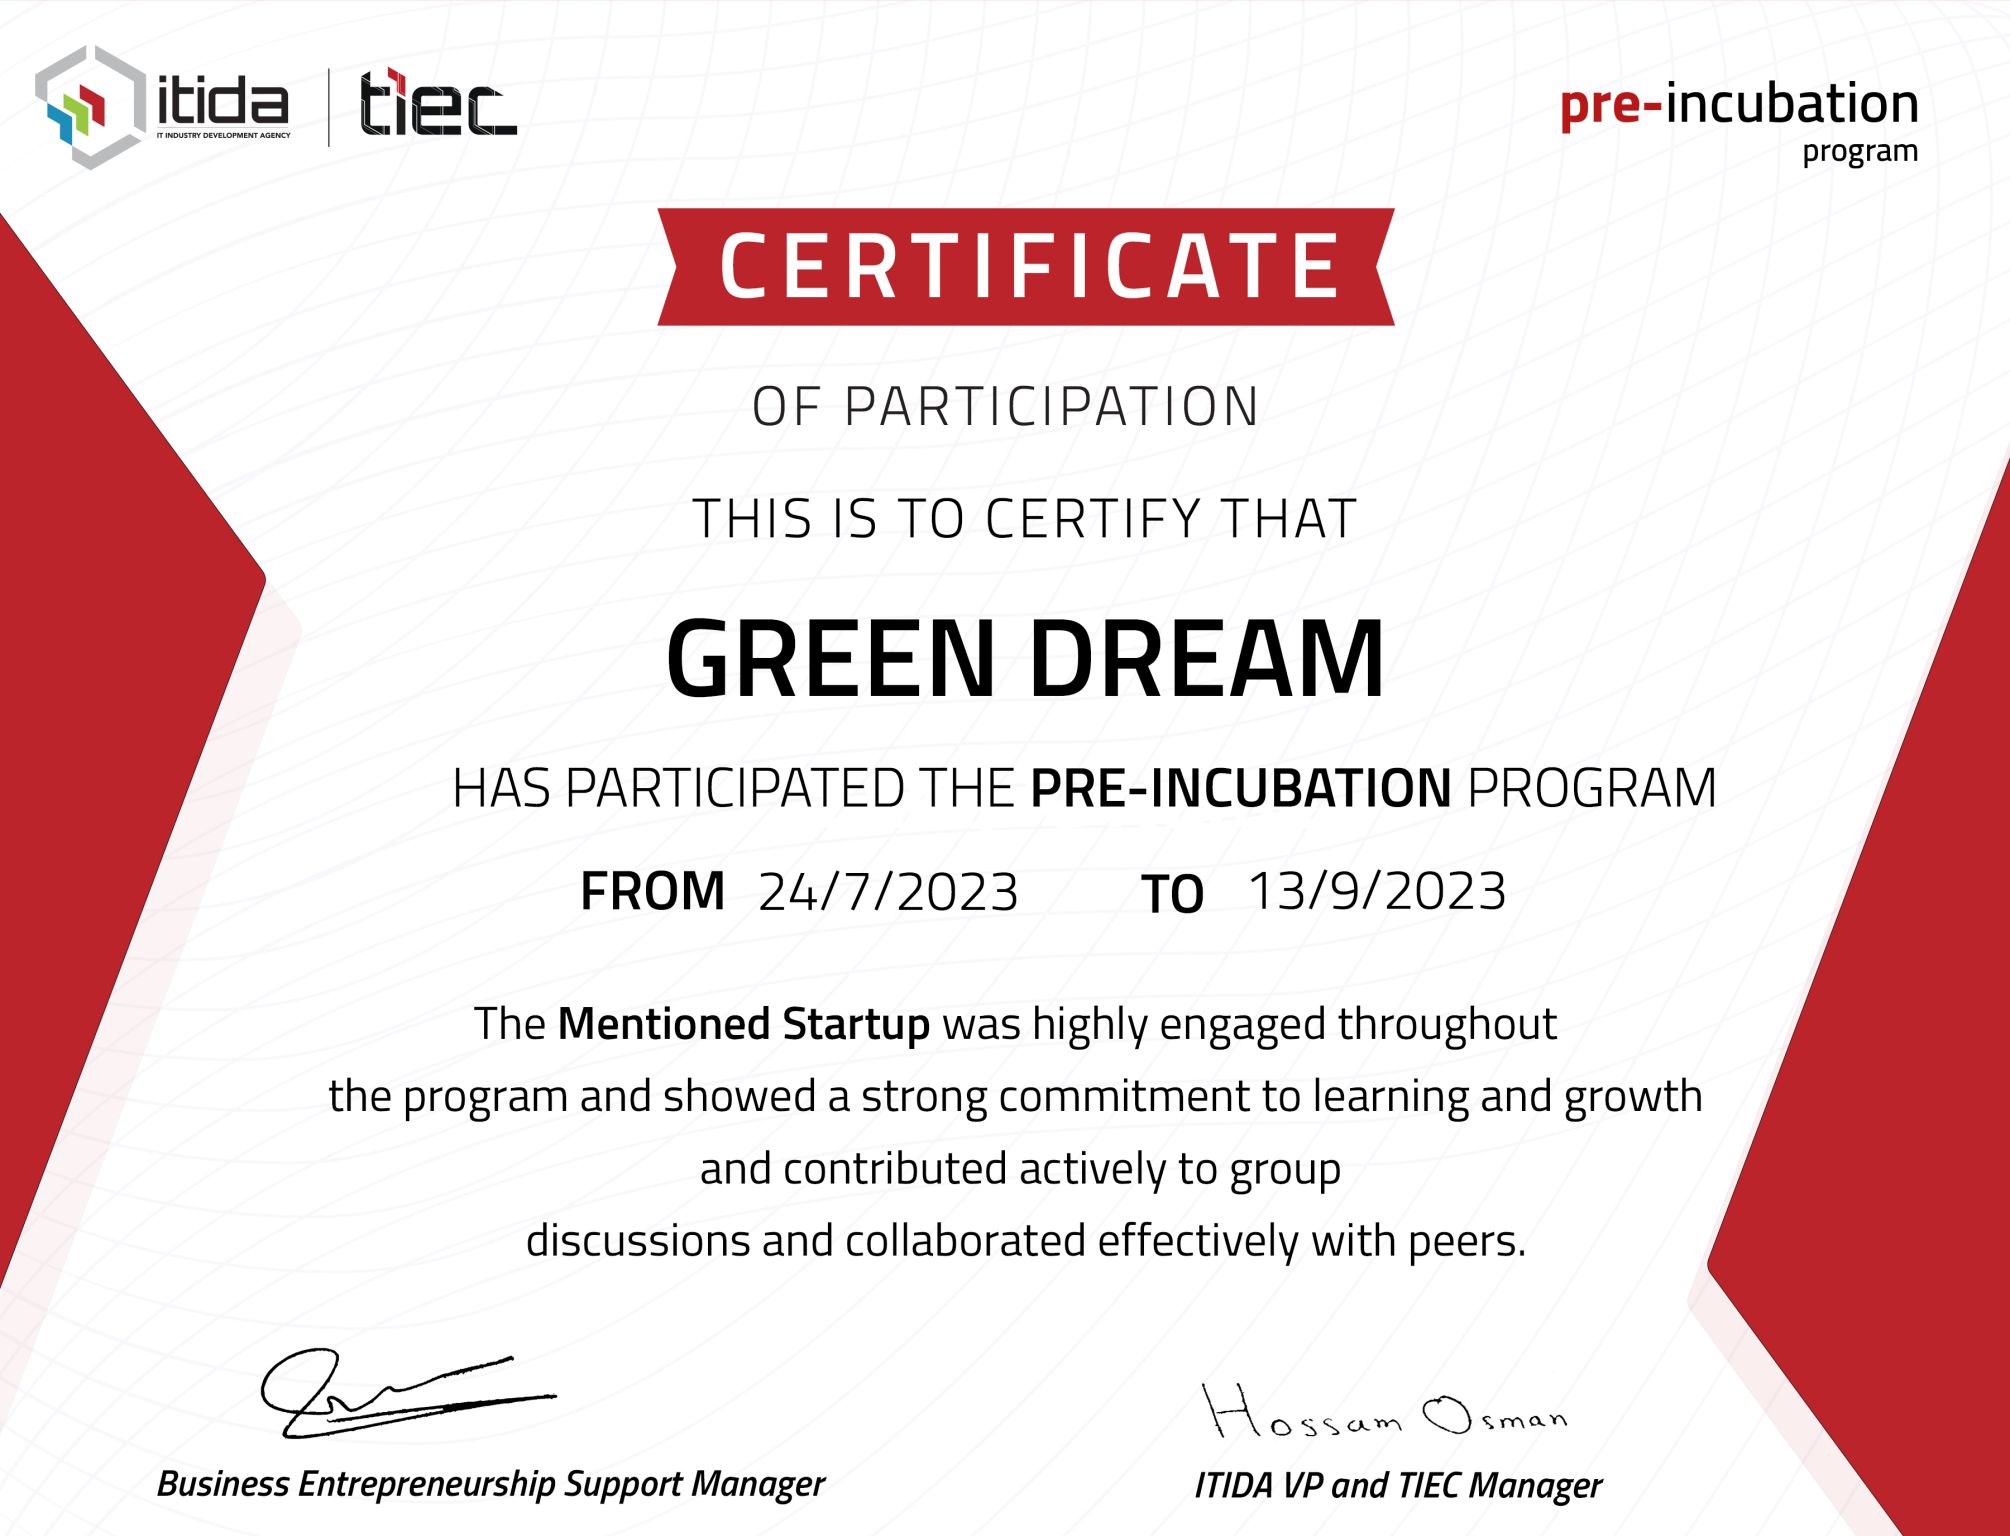 itida
IT INDUSTRY DEVELOPMENT AGENCY
tiec
pre-incubation
program
CERTIFICATE
OF PARTICIPATION
THIS IS TO CERTIFY THAT
GREEN DREAM
HAS PARTICIPATED THE PRE-INCUBATION PROGRAM
FROM 24/7/2023 TO 13/9/2023
The Mentioned Startup was highly engaged throughout
the program and showed a strong commitment to learning and growth
and contributed actively to group
discussions and collaborated effectively with peers.
Hossam Osman
Business Entrepreneurship Support Manager
ITIDA VP and TIEC Manager